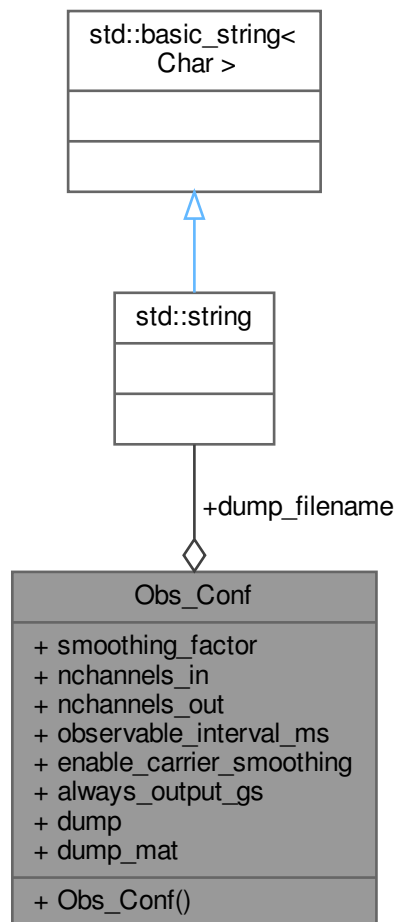 std::basic_string<
Char >
std::string
+dump_filename
Obs_Conf
+ smoothing_factor
+ nchannels_in
+ nchannels_out
+ observable_interval_ms
+ enable_carrier_smoothing
+ always_output_gs
+ dump
+ dump_mat
+ Obs_Conf()